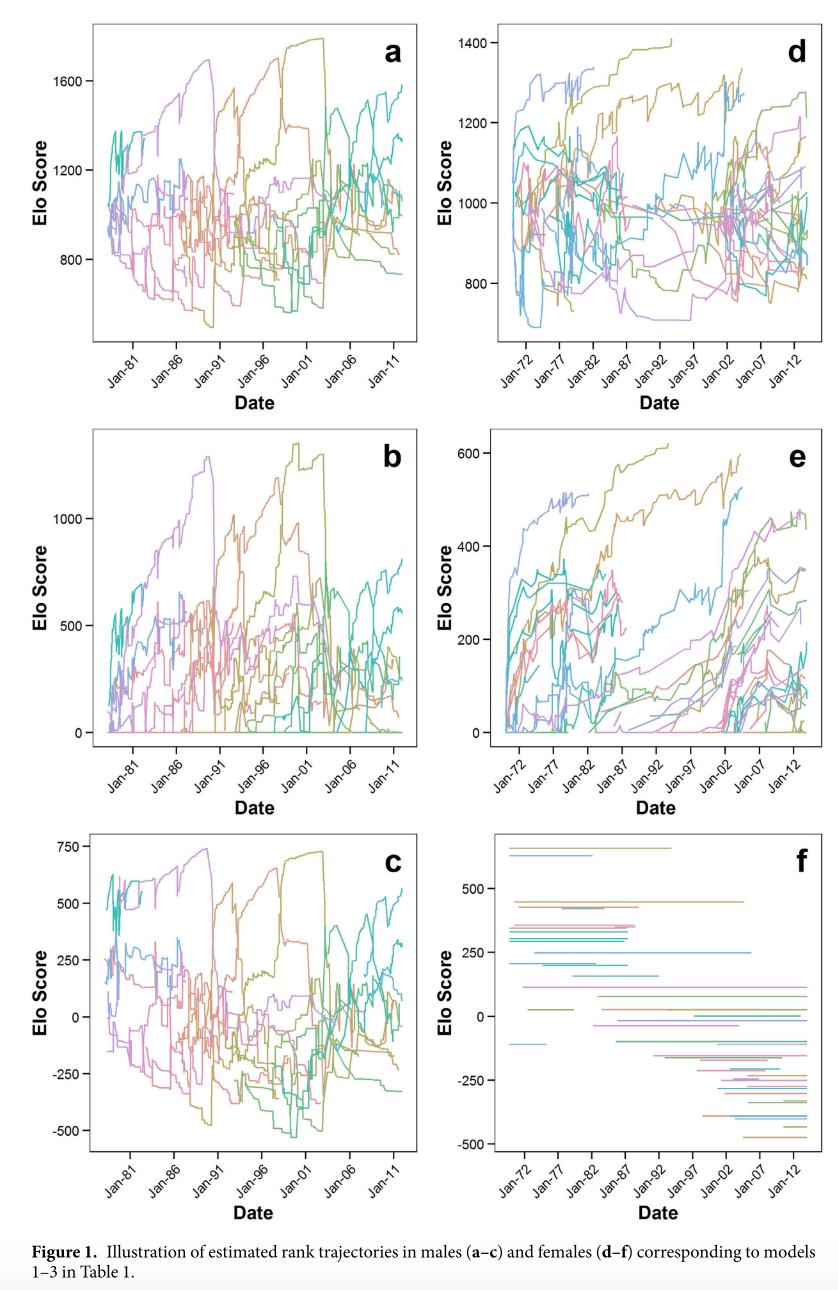 a
1600
1200
800
Elo Score
Jan-81
Jan-86
Jan-91
Jan-96
Jan-01
Jan-06
Jan-11
Date
d
1400
1200
1000
800
Elo Score
Jan-72
Jan-77
Jan-82
Jan-87
Jan-92
Jan-97
Jan-02
Jan-07
Jan-12
Date
b
1000
500
0
Elo Score
Jan-81
Jan-86
Jan-91
Jan-96
Jan-01
Jan-06
Jan-11
Date
e
600
400
200
0
Elo Score
Jan-72
Jan-77
Jan-82
Jan-87
Jan-92
Jan-97
Jan-02
Jan-07
Jan-12
Date
c
750
500
250
0
-250
-500
Elo Score
Jan-81
Jan-86
Jan-91
Jan-96
Jan-01
Jan-06
Jan-11
Date
f
500
250
0
-250
-500
Elo Score
Jan-72
Jan-77
Jan-82
Jan-87
Jan-92
Jan-97
Jan-02
Jan-07
Jan-12
Date
Figure 1. Illustration of estimated rank trajectories in males (a–c) and females (d–f) corresponding to models
1–3 in Table 1.